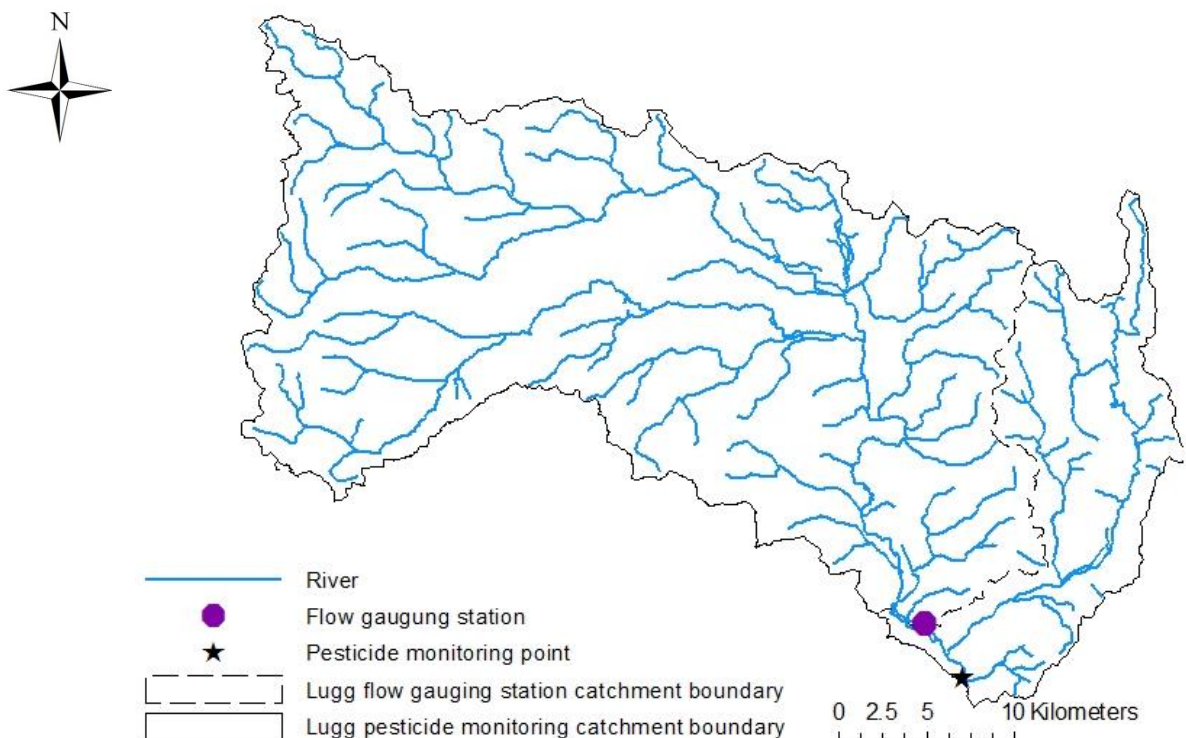 N
River
Flow gaugung station
Pesticide monitoring point
Lugg flow gauging station catchment boundary
Lugg pesticide monitoring catchment boundary
0 2.5 5 10 Kilometers